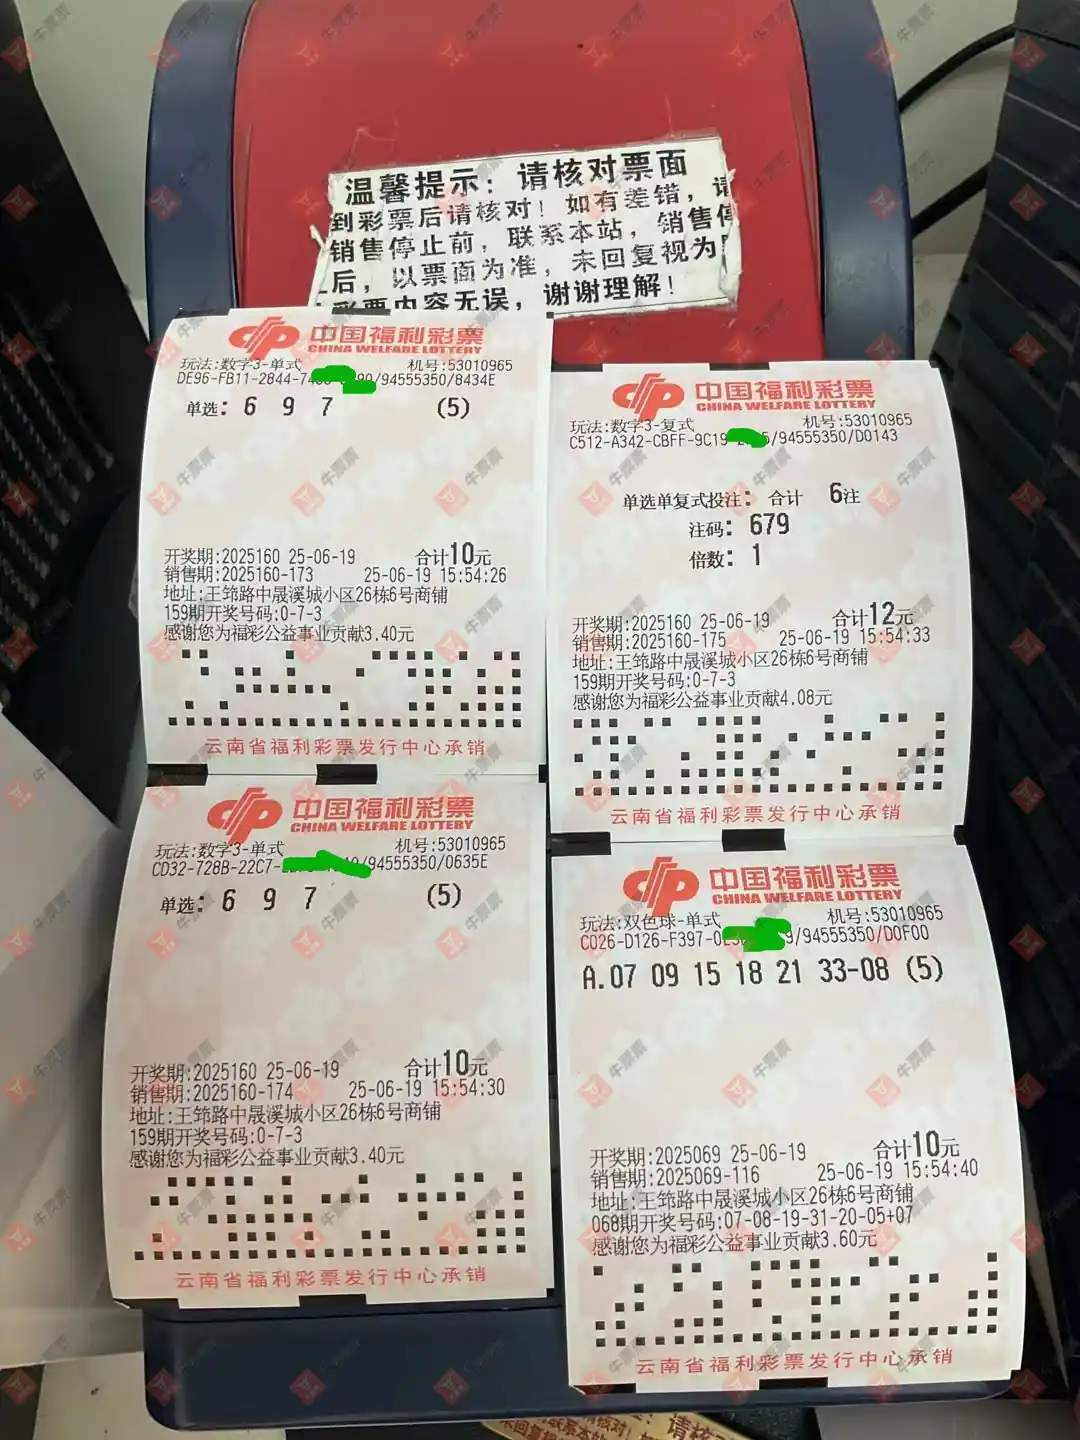 温馨提示：请核对票面
到彩票后请核对！如有差错，请
销售停止前，联系本站，销售停
后，以票面为准，未回复视为
彩票内容无误，谢谢理解！
中国福利彩票
CHINA WELFARE LOTTERY
玩法:数字3-单式 机号:53010965
DE96-FB11-2844- /94555350/8434E
单选: 6 9 7 (5)
开奖期:2025160 25-06-19 合计10元
销售期:2025160-173 25-06-19 15:54:26
地址:王筇路中晟溪城小区26栋6号商铺
159期开奖号码:0-7-3
感谢您为福彩公益事业贡献3.40元
云南省福利彩票发行中心承销
中国福利彩票
CHINA WELFARE LOTTERY
玩法:数字3-复式 机号:53010965
C512-A342-CBFF-9C19- /94555350/D0143
单选单复式投注: 合计 6注
注码: 679
倍数: 1
开奖期:2025160 25-06-19 合计12元
销售期:2025160-175 25-06-19 15:54:33
地址:王筇路中晟溪城小区26栋6号商铺
159期开奖号码:0-7-3
感谢您为福彩公益事业贡献4.08元
云南省福利彩票发行中心承销
中国福利彩票
CHINA WELFARE LOTTERY
玩法:数字3-单式 机号:53010965
CD32-728B-22C7- /94555350/0635E
单选: 6 9 7 (5)
开奖期:2025160 25-06-19 合计10元
销售期:2025160-174 25-06-19 15:54:30
地址:王筇路中晟溪城小区26栋6号商铺
159期开奖号码:0-7-3
感谢您为福彩公益事业贡献3.40元
云南省福利彩票发行中心承销
中国福利彩票
CHINA WELFARE LOTTERY
玩法:双色球-单式 机号:53010965
C026-D126-F397- /94555350/D0F00
A.07 09 15 18 21 33-08 (5)
开奖期:2025069 25-06-19 合计10元
销售期:2025069-116 25-06-19 15:54:40
地址:王筇路中晟溪城小区26栋6号商铺
068期开奖号码:07-08-19-31-20-05+07
感谢您为福彩公益事业贡献3.60元
云南省福利彩票发行中心承销
牛票票